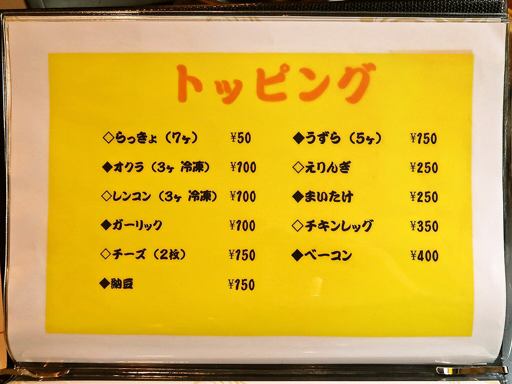 トッピング
◇らっきょ（7ヶ） ¥50
◆オクラ（3ヶ 冷凍） ¥100
◇レンコン（3ヶ 冷凍） ¥100
◆ガーリック ¥100
◇チーズ（2枚） ¥150
◆納豆 ¥150
◆うずら（5ヶ） ¥150
◇えりんぎ ¥250
◆まいたけ ¥250
◇チキンレッグ ¥350
◆ベーコン ¥400